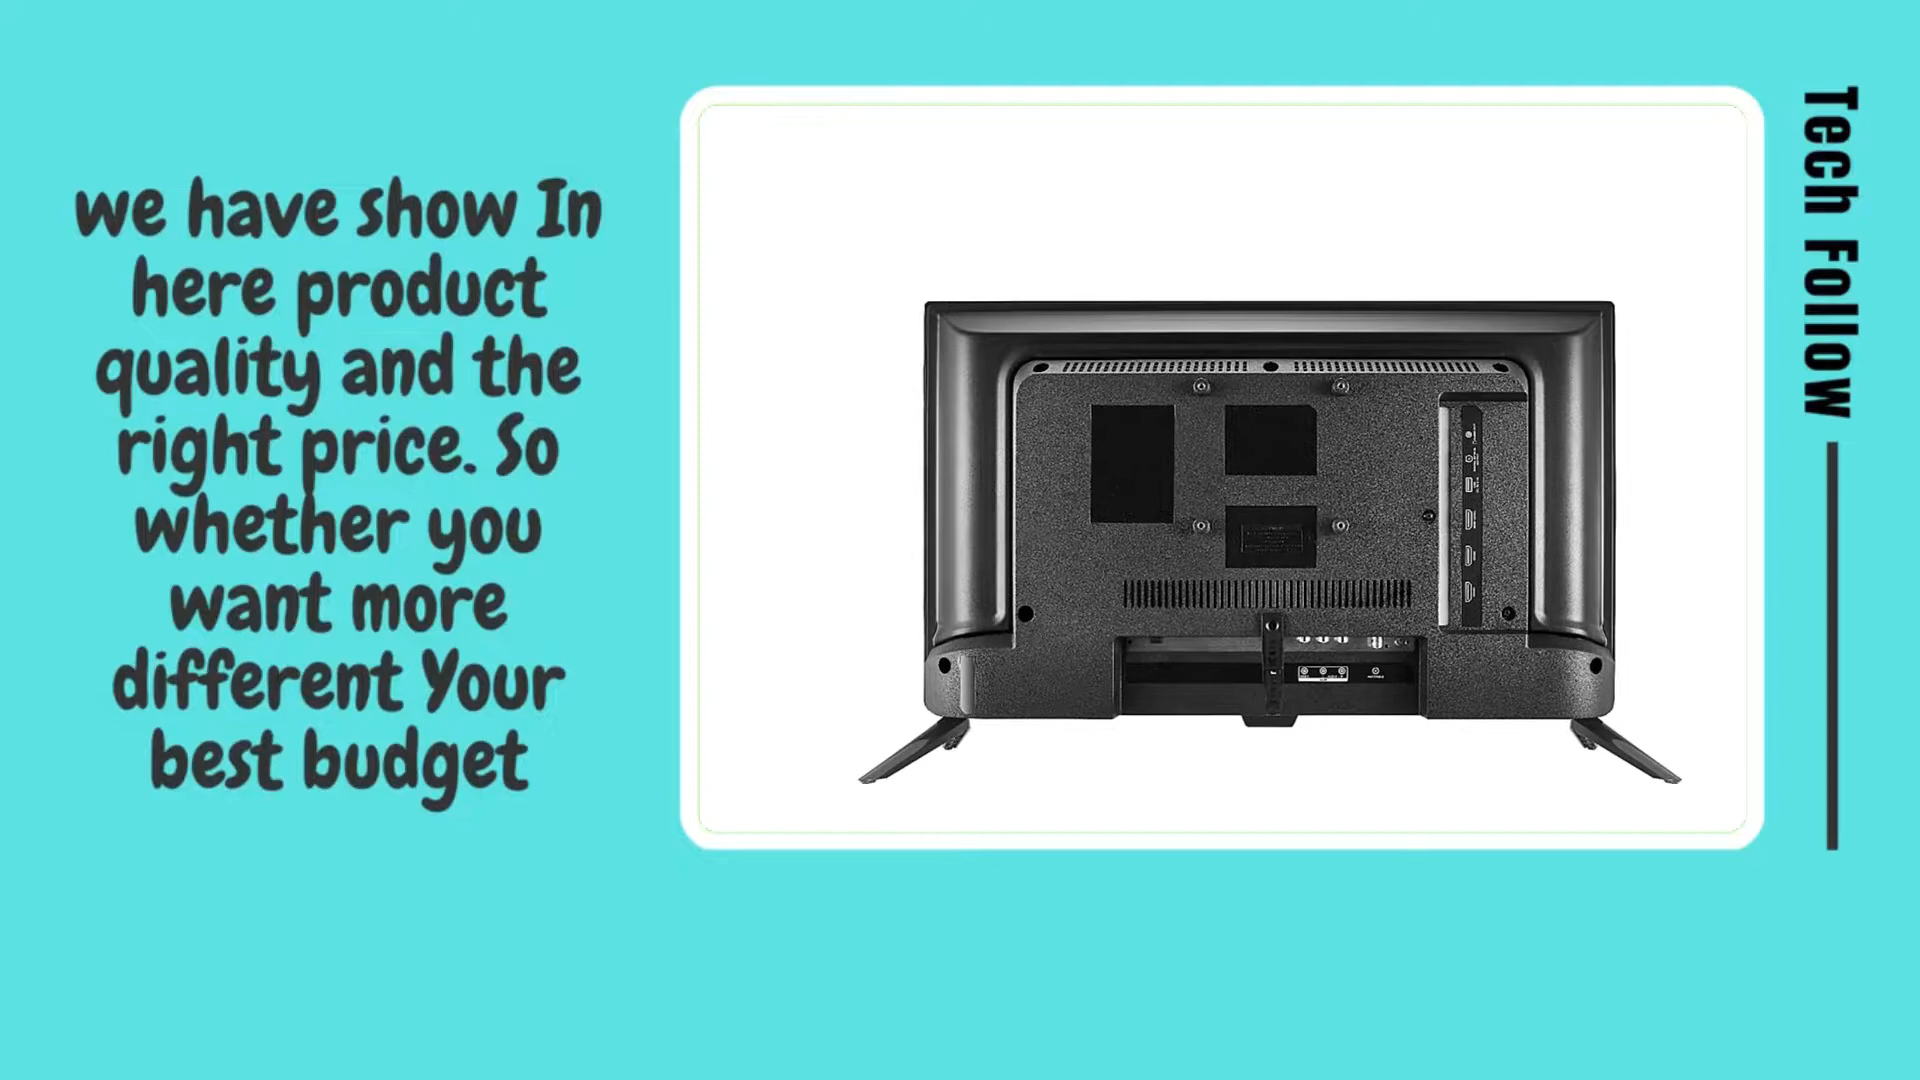 we have show In
here product
quality and the
right price. So
whether you
want more
different Your
best budget
Tech Follow